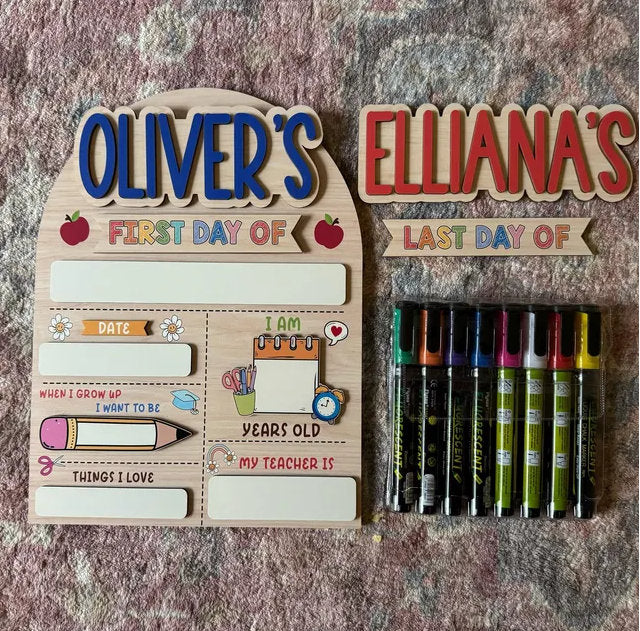 OLIVER'S
FIRST DAY OF
DATE
I AM
YEARS OLD
WHEN I GROW UP
I WANT TO BE
THINGS I LOVE
MY TEACHER IS
ELLIANA'S
LAST DAY OF